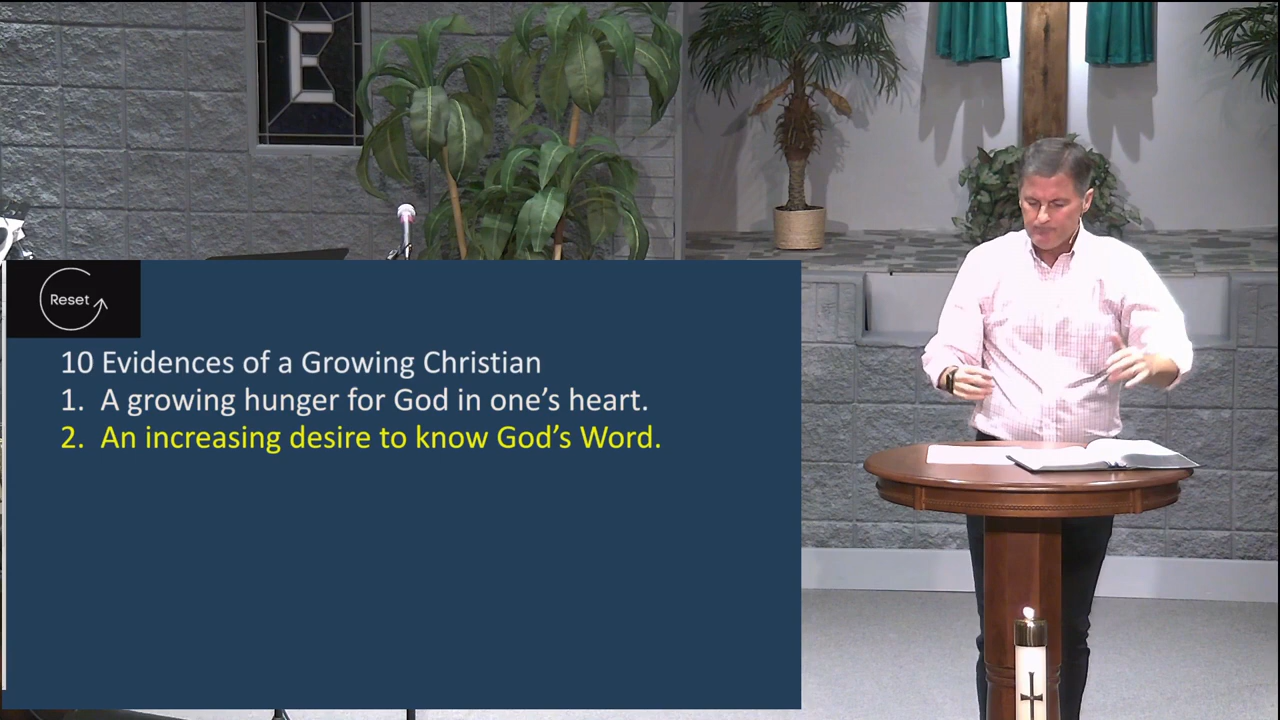 E
Reset
10 Evidences of a Growing Christian
1. A growing hunger for God in one’s heart.
2. An increasing desire to know God’s Word.